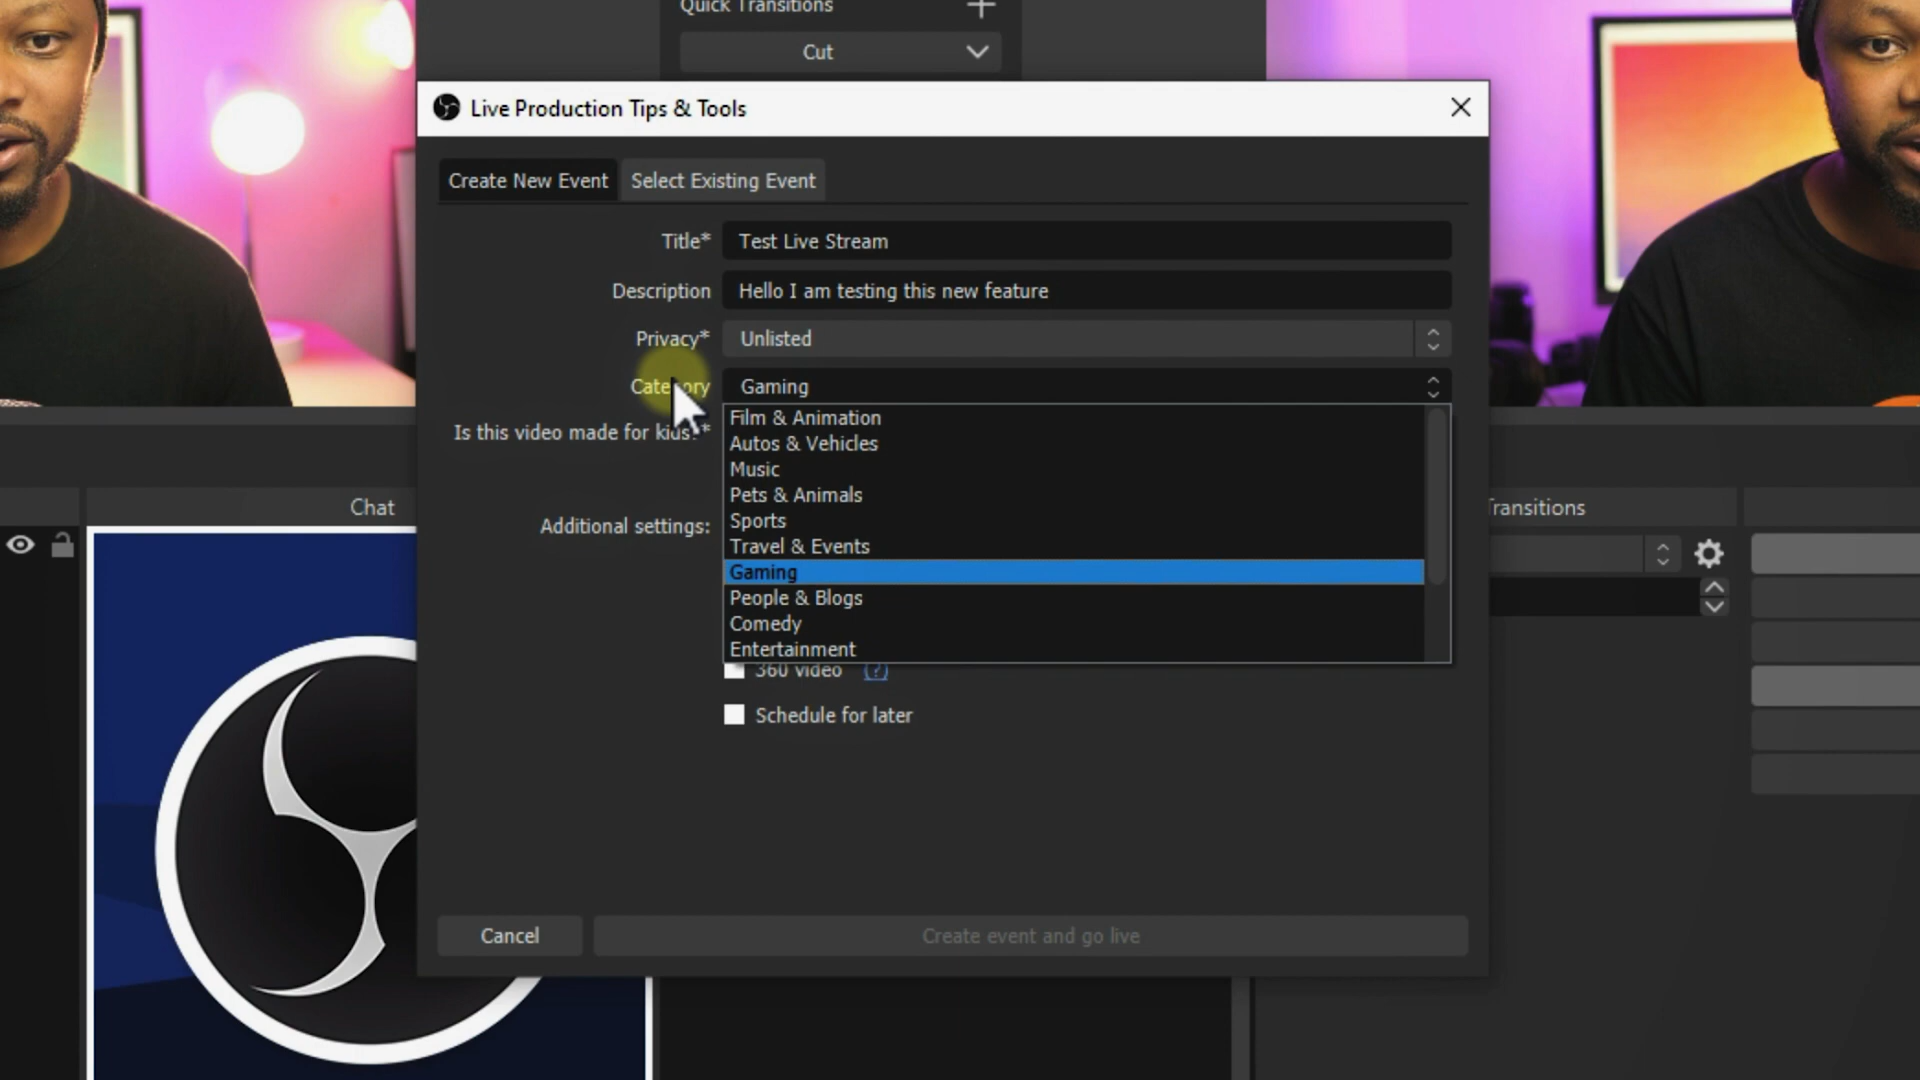 Quick Transitions
Cut
Live Production Tips & Tools
Create New Event
Select Existing Event
Title*
Test Live Stream
Description
Hello I am testing this new feature
Privacy*
Unlisted
Category
Gaming
Is this video made for kids?*
Film & Animation
Autos & Vehicles
Music
Pets & Animals
Sports
Travel & Events
Gaming
People & Blogs
Comedy
Entertainment
Additional settings:
360 video (?)
Schedule for later
Cancel
Create event and go live
Chat
Transitions